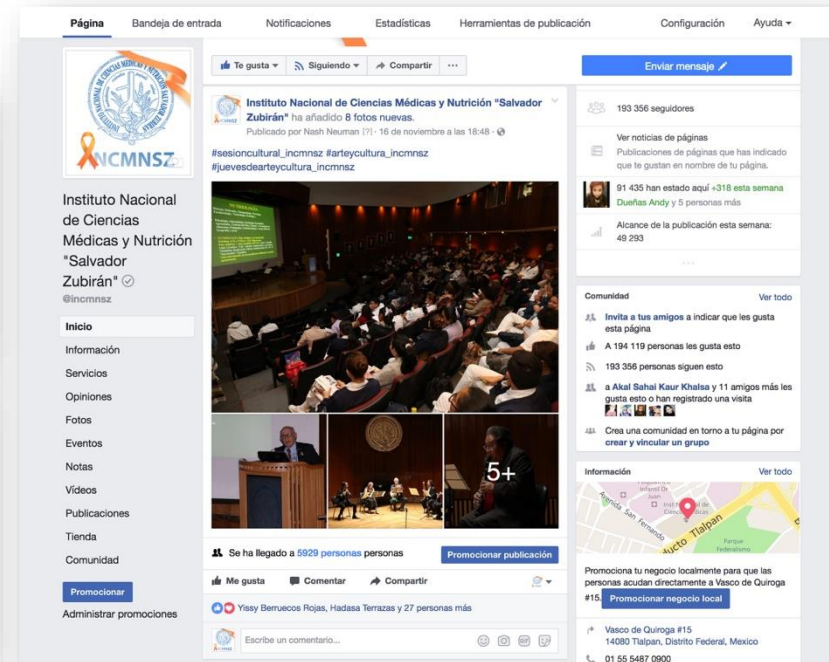 Página
Bandeja de entrada
Notificaciones
Estadísticas
Herramientas de publicación
Configuración
Ayuda
INCMNSZ
Instituto Nacional
de Ciencias
Médicas y Nutrición
"Salvador
Zubirán"
@incmnsz
Inicio
Información
Servicios
Opiniones
Fotos
Eventos
Notas
Vídeos
Publicaciones
Tienda
Comunidad
Promocionar
Administrar promociones
Te gusta
Siguiendo
Compartir
Instituto Nacional de Ciencias Médicas y Nutrición "Salvador
Zubirán" ha añadido 8 fotos nuevas.
Publicado por Nash Neuman [?] · 16 de noviembre a las 18:48 ·
#sesioncultural_incmnsz #arteycultura_incmnsz
#juevesdearteycultura_incmnsz
5+
Se ha llegado a 5929 personas personas
Promocionar publicación
Me gusta
Comentar
Compartir
Yissy Berruecos Rojas, Hadasa Terrazas y 27 personas más
Escribe un comentario...
Enviar mensaje
193 356 seguidores
Ver noticias de páginas
Publicaciones de páginas que has indicado
que te gustan en nombre de tu página.
91 435 han estado aquí +318 esta semana
Dueñas Andy y 5 personas más
Alcance de la publicación esta semana:
49 293
Comunidad
Ver todo
Invita a tus amigos a indicar que les gusta
esta página
A 194 119 personas les gusta esto
193 356 personas siguen esto
a Akal Sahai Kaur Khalsa y 11 amigos más les
gusta esto o han registrado una visita
Crea una comunidad en torno a tu página por
crear y vincular un grupo
Información
Ver todo
Infantil De
Juan
Avenida San Fernando
ducto Tlalpan
Parque
Federalismo
Promociona tu negocio localmente para que las
personas acudan directamente a Vasco de Quiroga
#15.
Promocionar negocio local
Vasco de Quiroga #15
14080 Tlalpan, Distrito Federal, Mexico
01 55 5487 0900